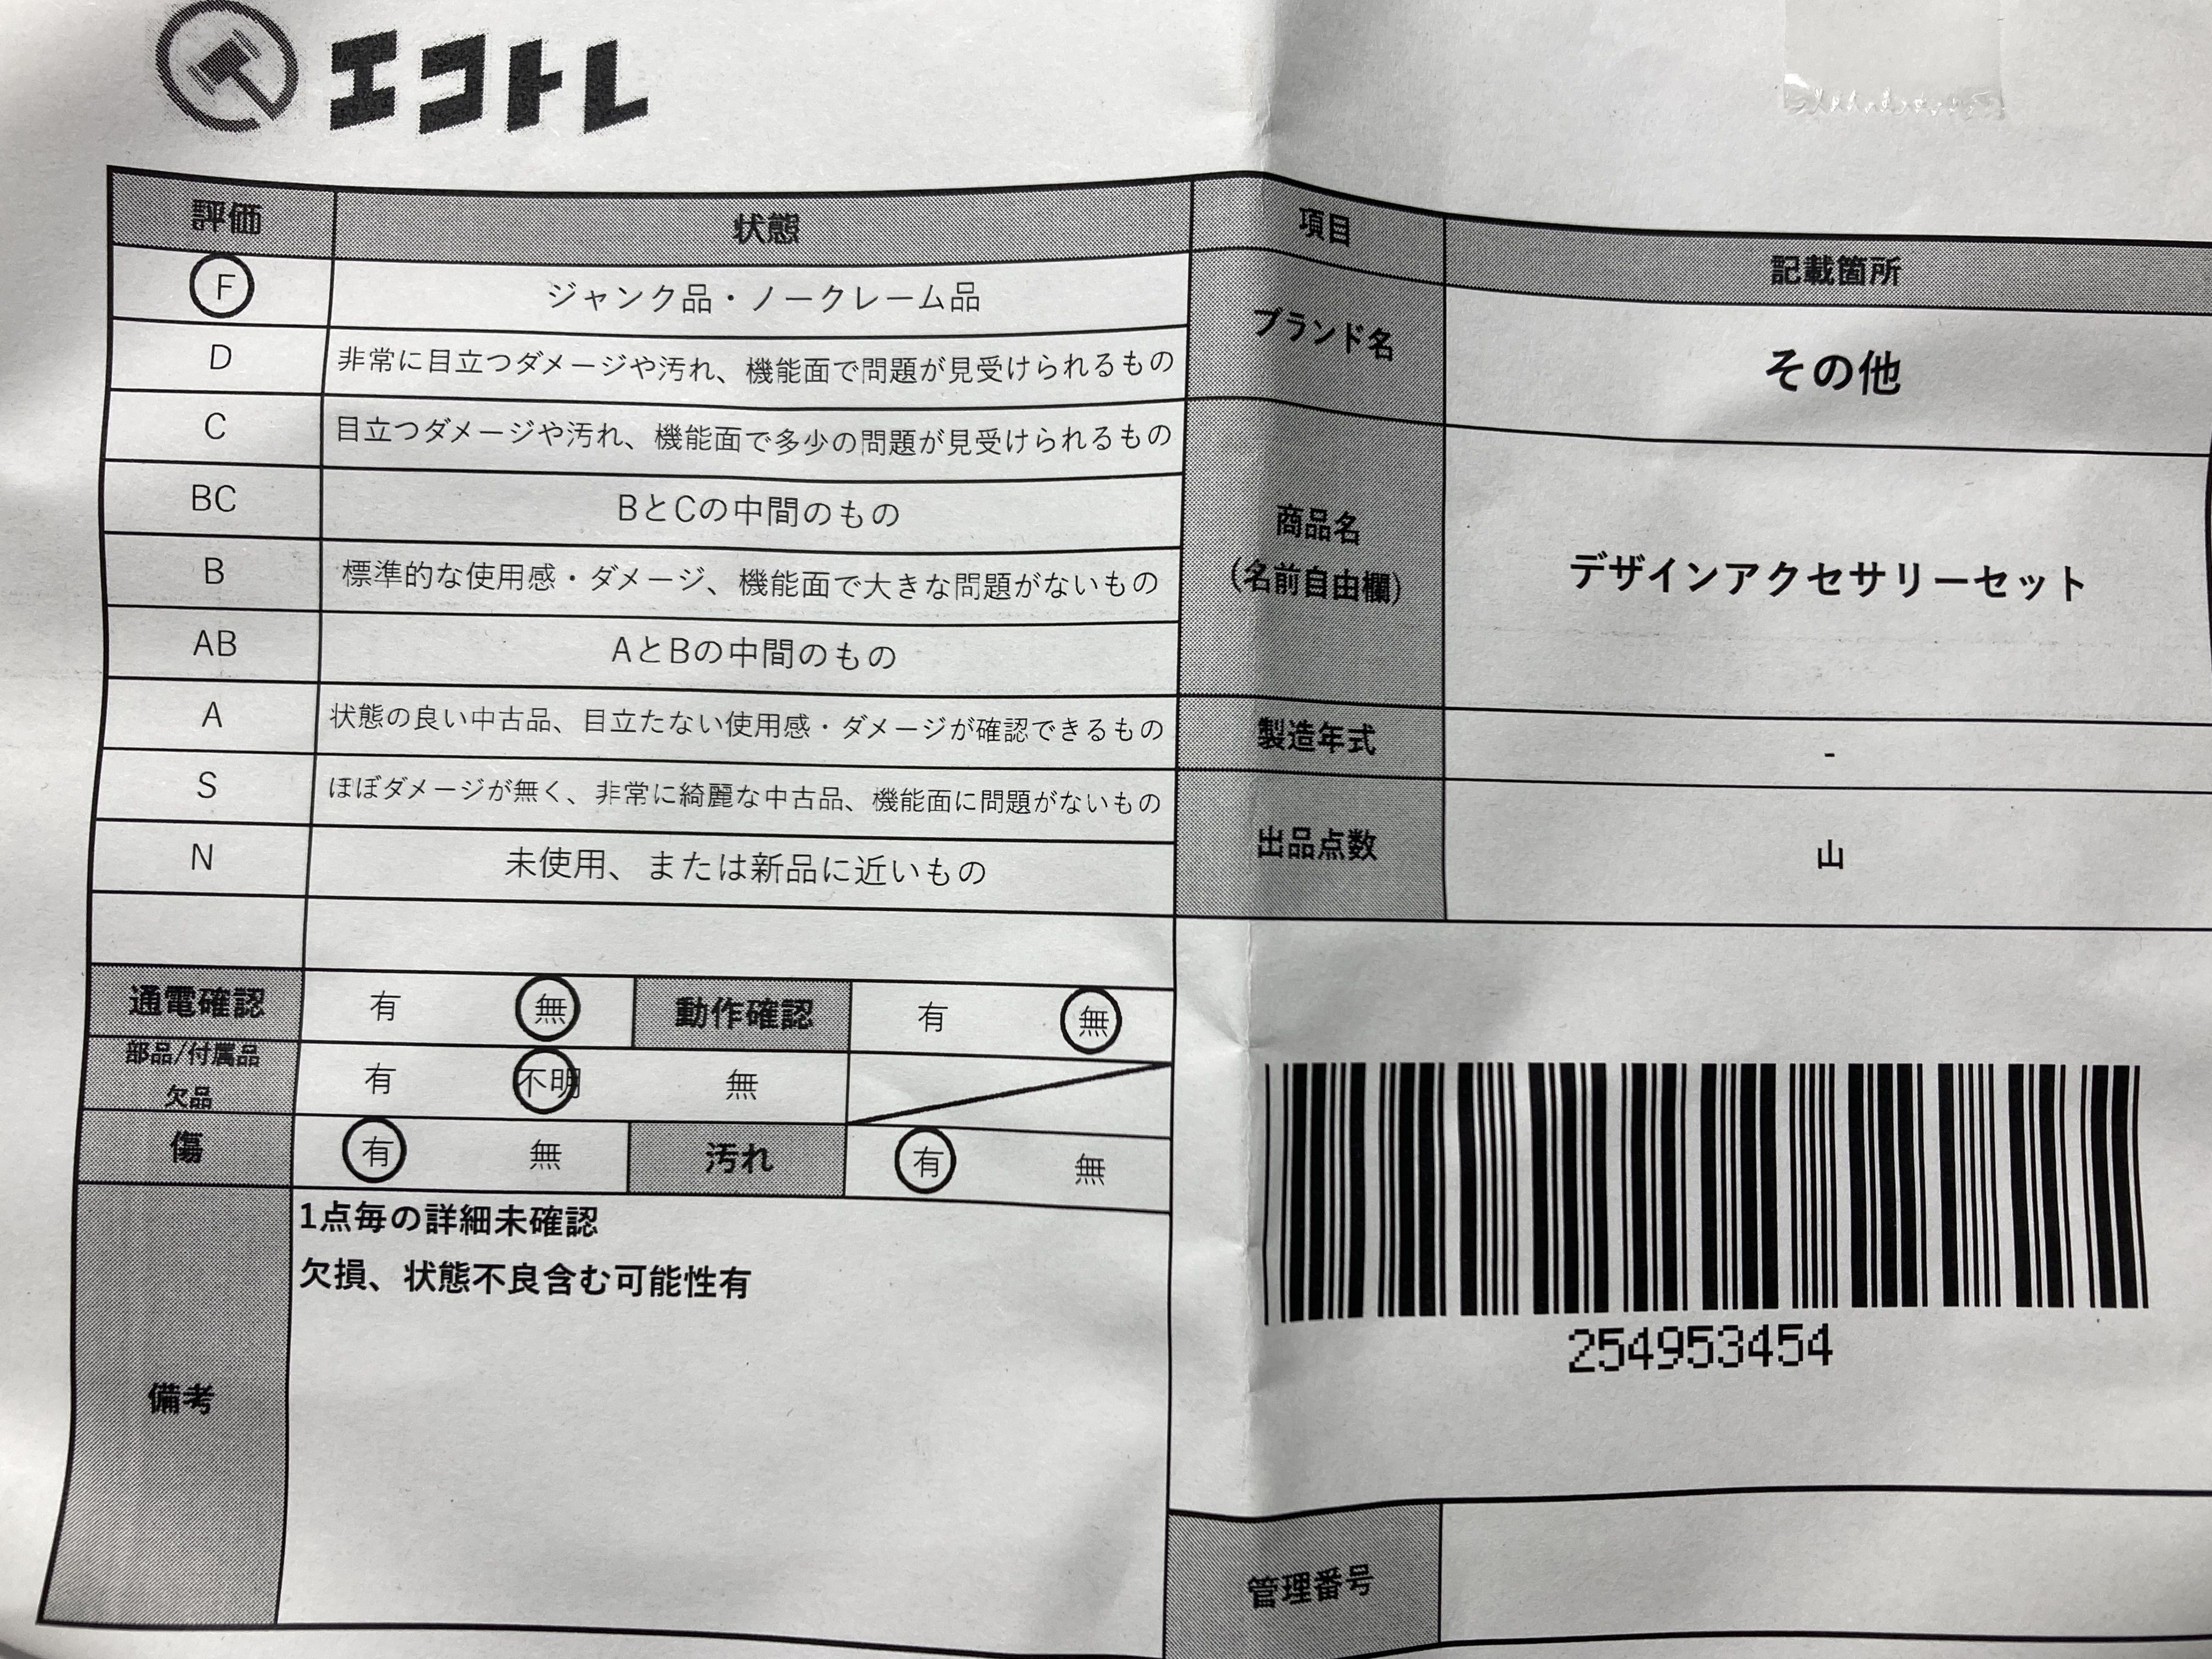 エコトレ
評価 状態
F ジャンク品・ノークレーム品
D 非常に目立つダメージや汚れ、機能面で問題が見受けられるもの
C 目立つダメージや汚れ、機能面で多少の問題が見受けられるもの
BC BとCの中間のもの
B 標準的な使用感・ダメージ、機能面で大きな問題がないもの
AB AとBの中間のもの
A 状態の良い中古品、目立たない使用感・ダメージが確認できるもの
S ほぼダメージが無く、非常に綺麗な中古品、機能面に問題がないもの
N 未使用、または新品に近いもの
通電確認 有 無 動作確認 有 無
部品/付属品
欠品 有 不明 無
傷 有 無 汚れ 有 無
備考
1点毎の詳細未確認
欠損、状態不良含む可能性有
項目 記載箇所
ブランド名 その他
商品名
(名前自由欄) デザインアクセサリーセット
製造年式 -
出品点数 山
254953454
管理番号